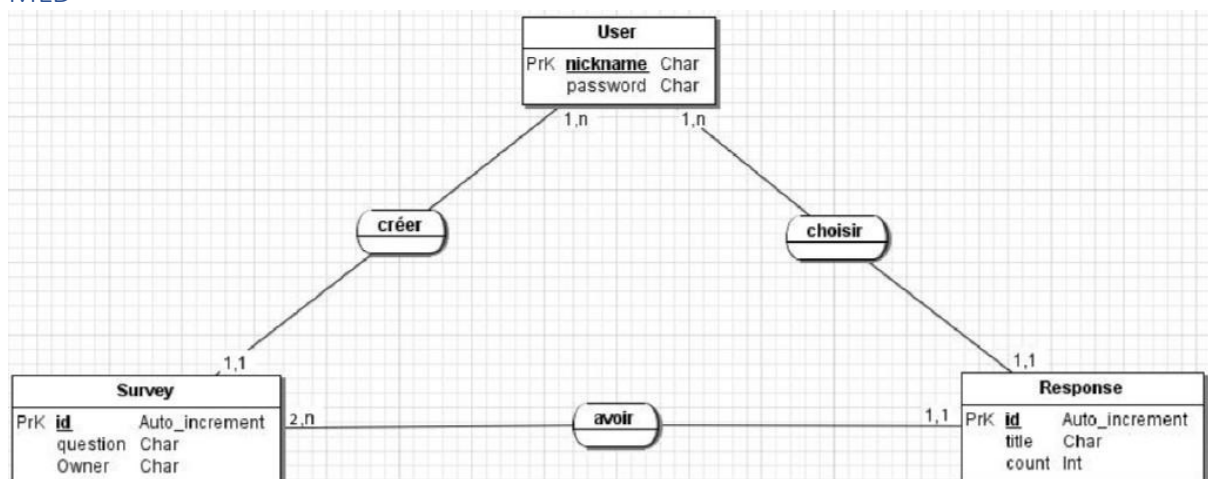 User
PrK nickname Char
password Char
1,n
1,n
créer
choisir
1,1
1,1
Survey
PrK id Auto_increment
question Char
Owner Char
2,n
avoir
1,1
Response
PrK id Auto_increment
title Char
count Int